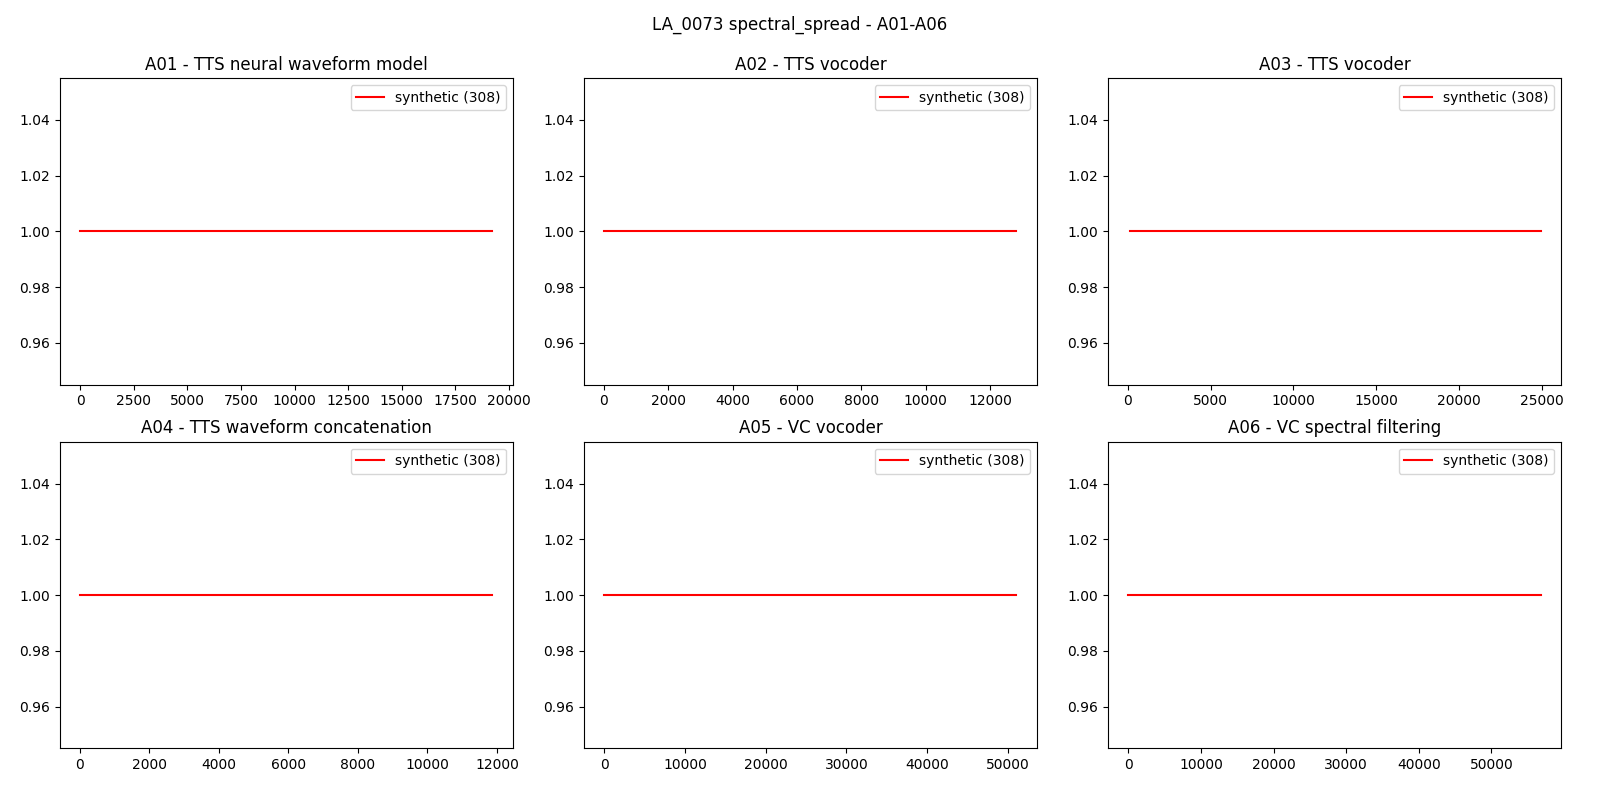 LA_0073 spectral_spread - A01-A06
A01 - TTS neural waveform model
synthetic (308)
1.04
1.02
1.00
0.98
0.96
0 2500 5000 7500 10000 12500 15000 17500 20000
A02 - TTS vocoder
synthetic (308)
1.04
1.02
1.00
0.98
0.96
0 2000 4000 6000 8000 10000 12000
A03 - TTS vocoder
synthetic (308)
1.04
1.02
1.00
0.98
0.96
0 5000 10000 15000 20000 25000
A04 - TTS waveform concatenation
synthetic (308)
1.04
1.02
1.00
0.98
0.96
0 2000 4000 6000 8000 10000 12000
A05 - VC vocoder
synthetic (308)
1.04
1.02
1.00
0.98
0.96
0 10000 20000 30000 40000 50000
A06 - VC spectral filtering
synthetic (308)
1.04
1.02
1.00
0.98
0.96
0 10000 20000 30000 40000 50000